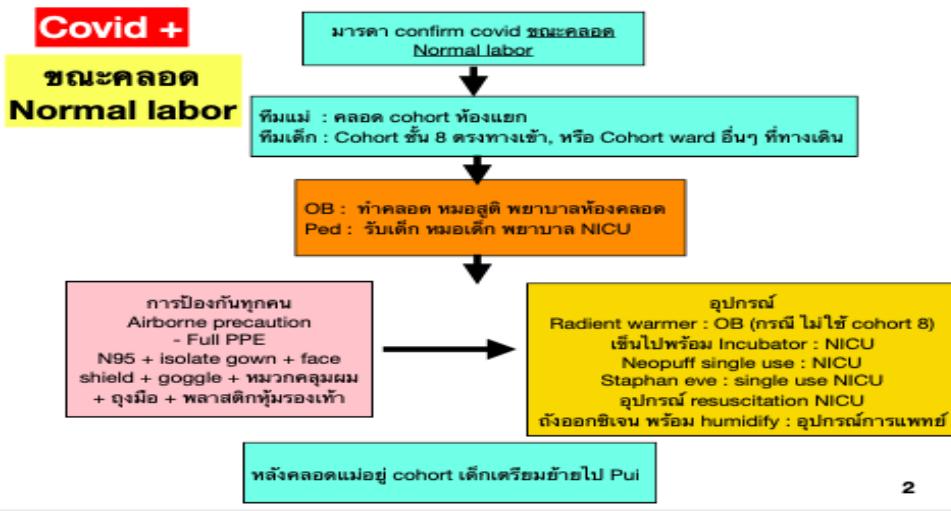 Covid +
ขณะคลอด
Normal labor
มารดา confirm covid ขณะคลอด
Normal labor
ทีมแม่ : คลอด cohort ห้องแยก
ทีมเด็ก : Cohort ชั้น 8 ตรงทางเข้า, หรือ Cohort ward อื่นๆ ที่ทางเดิน
OB : ทำคลอด หมอสูติ พยาบาลห้องคลอด
Ped : รับเด็ก หมอเด็ก พยาบาล NICU
การป้องกันทุกคน
Airborne precaution
- Full PPE
N95 + isolate gown + face
shield + goggle + หมวกคลุมผม
+ ถุงมือ + พลาสติกหุ้มรองเท้า
อุปกรณ์
Radient warmer : OB (กรณี ไม่ใช้ cohort 8)
เข็นไปพร้อม Incubator : NICU
Neopuff single use : NICU
Staphan eve : single use NICU
อุปกรณ์ resuscitation NICU
ถังออกซิเจน พร้อม humidify : อุปกรณ์การแพทย์
หลังคลอดแม่อยู่ cohort เด็กเตรียมย้ายไป Pui
2